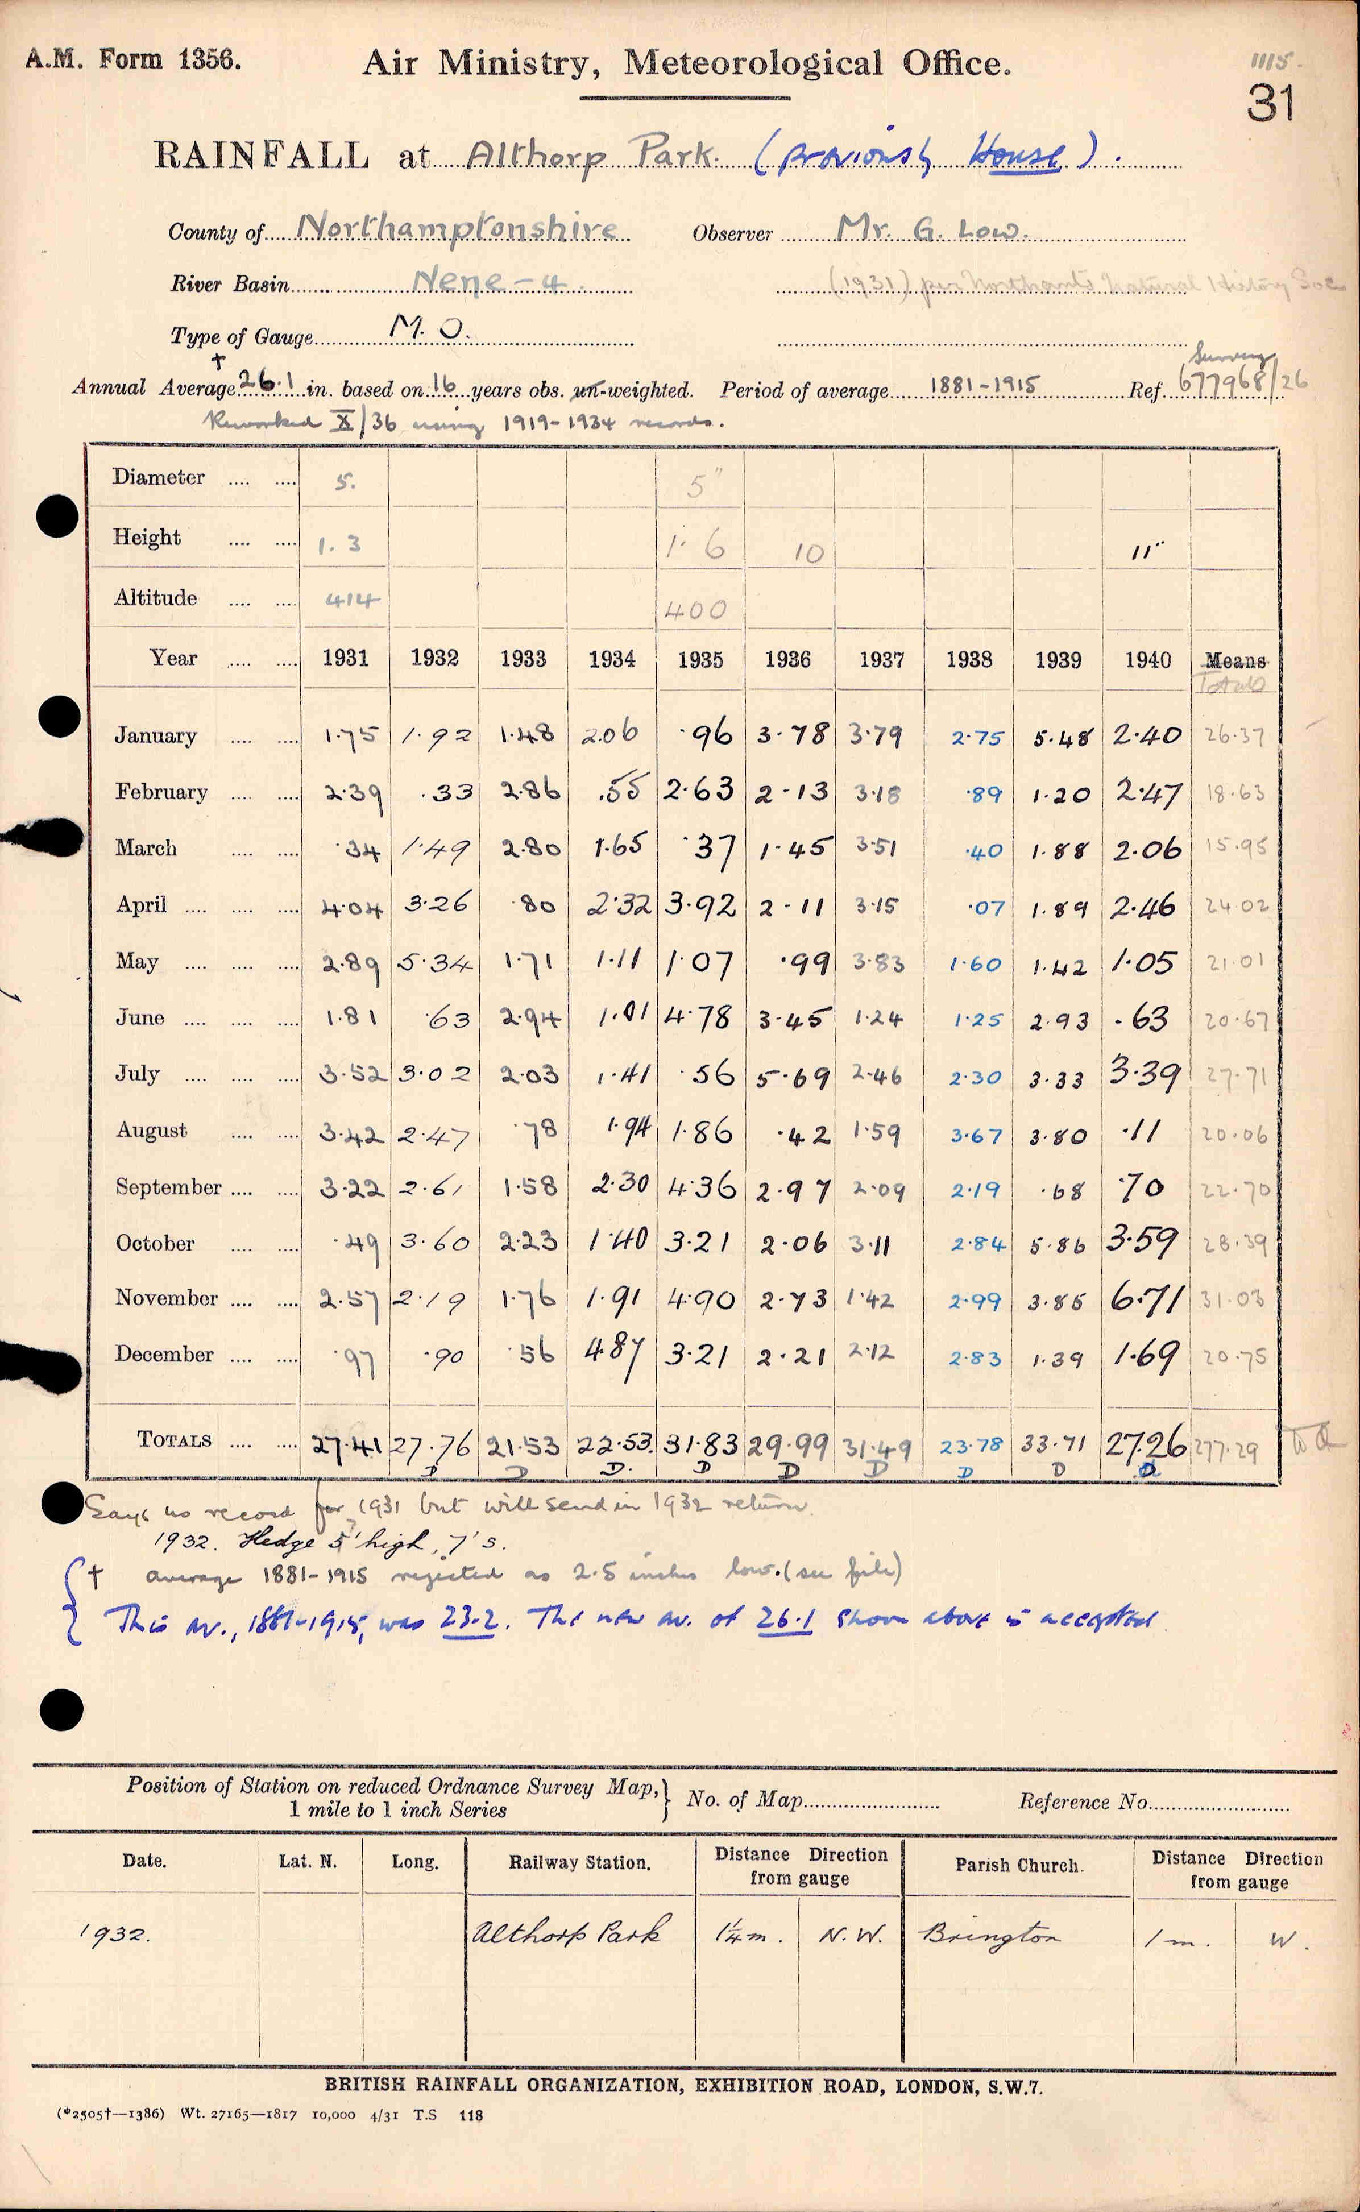 1115.
A.M. Form 1356. Air Ministry, Meteorological Office.
31
RAINFALL at Althorp Park. (previously House).
County of Northamptonshire Observer Mr. G. Low.
River Basin Nene - 4. (1931) per Northants Natural History Soc
Type of Gauge M.O.
Annual Average † 26.1 in. based on 16 years obs. un-weighted. Period of average 1881-1915 Ref. 677968/26
Reworked X/36 using 1919-1934 records.
Diameter .... .... 5. 5"
Height .... .... 1.3 1.6 10 11"
Altitude .... .... 414 400
Year .... .... 1931 1932 1933 1934 1935 1936 1937 1938 1939 1940 Means
Totals
January .... .... 1.75 1.92 1.48 2.06 .96 3.78 3.79 2.75 5.48 2.40 26.37
February .... .... 2.39 .33 2.86 .55 2.63 2.13 3.18 .89 1.20 2.47 18.63
March .... .... .34 1.49 2.80 1.65 .37 1.45 3.51 .40 1.88 2.06 15.95
April .... .... .... 4.04 3.26 .80 2.32 3.92 2.11 3.15 .07 1.89 2.46 24.02
May .... .... .... 2.89 5.34 1.71 1.11 1.07 .99 3.83 1.60 1.42 1.05 21.01
June .... .... .... 1.81 .63 2.94 1.01 4.78 3.45 1.24 1.25 2.93 .63 20.67
July .... .... .... 3.52 3.02 2.03 1.41 .56 5.69 2.46 2.30 3.33 3.39 27.71
August .... .... 3.42 2.47 .78 1.94 1.86 .42 1.59 3.67 3.80 .11 20.06
September .... .... 3.22 2.61 1.58 2.30 4.36 2.97 2.09 2.19 .68 .70 22.70
October .... .... .49 3.60 2.23 1.40 3.21 2.06 3.11 2.84 5.86 3.59 28.39
November .... .... 2.57 2.19 1.76 1.91 4.90 2.73 1.42 2.99 3.85 6.71 31.03
December .... .... .97 .90 .56 4.87 3.21 2.21 2.12 2.83 1.39 1.69 20.75
TOTALS .... .... 27.41 27.76 21.53 22.53. 31.83 29.99 31.49 23.78 33.71 27.26 277.29
D D D. D D D D D D
Says no record for 1931 but will send in 1932 return.
1932. Hedge 5' high, 7's.
† average 1881-1915 rejected as 2.5 inches low. (see file)
This av., 1881-1915, was 23.2. The new av. of 26.1 shown above is accepted.
Position of Station on reduced Ordnance Survey Map, 1 mile to 1 inch Series } No. of Map Reference No.
Date. Lat. N. Long. Railway Station. Distance Direction from gauge Parish Church. Distance Direction from gauge
1932. Althorp Park 1¼ m. N.W. Brington 1 m. W.
BRITISH RAINFALL ORGANIZATION, EXHIBITION ROAD, LONDON, S.W.7.
(*2505†—1386) Wt. 27165—1817 10,000 4/31 T.S 118